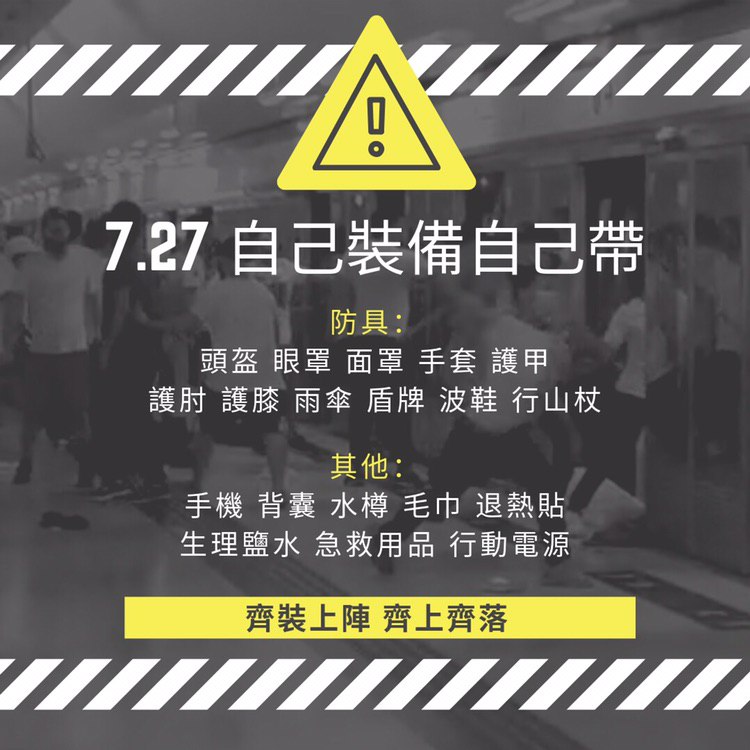 7.27 自己裝備自己帶
防具:
頭盔 眼罩 面罩 手套 護甲
護肘 護膝 雨傘 盾牌 波鞋 行山杖
其他:
手機 背囊 水樽 毛巾 退熱貼
生理鹽水 急救用品 行動電源
齊裝上陣 齊上齊落